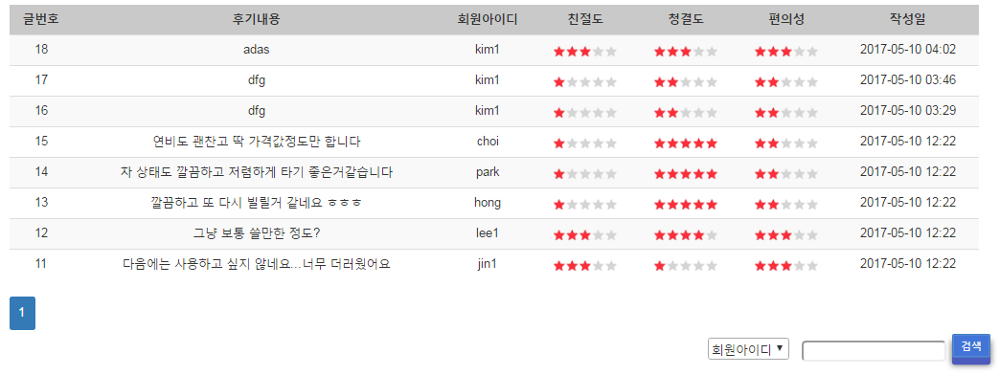 글번호 후기내용 회원아이디 친절도 청결도 편의성 작성일
18 adas kim1 2017-05-10 04:02
17 dfg kim1 2017-05-10 03:46
16 dfg kim1 2017-05-10 03:29
15 연비도 괜찬고 딱 가격값정도만 합니다 choi 2017-05-10 12:22
14 차 상태도 깔끔하고 저렴하게 타기 좋은거같습니다 park 2017-05-10 12:22
13 깔끔하고 또 다시 빌릴거 같네요 ㅎㅎㅎ hong 2017-05-10 12:22
12 그냥 보통 쓸만한 정도? lee1 2017-05-10 12:22
11 다음에는 사용하고 싶지 않네요...너무 더러웠어요 jin1 2017-05-10 12:22
1
회원아이디 검색